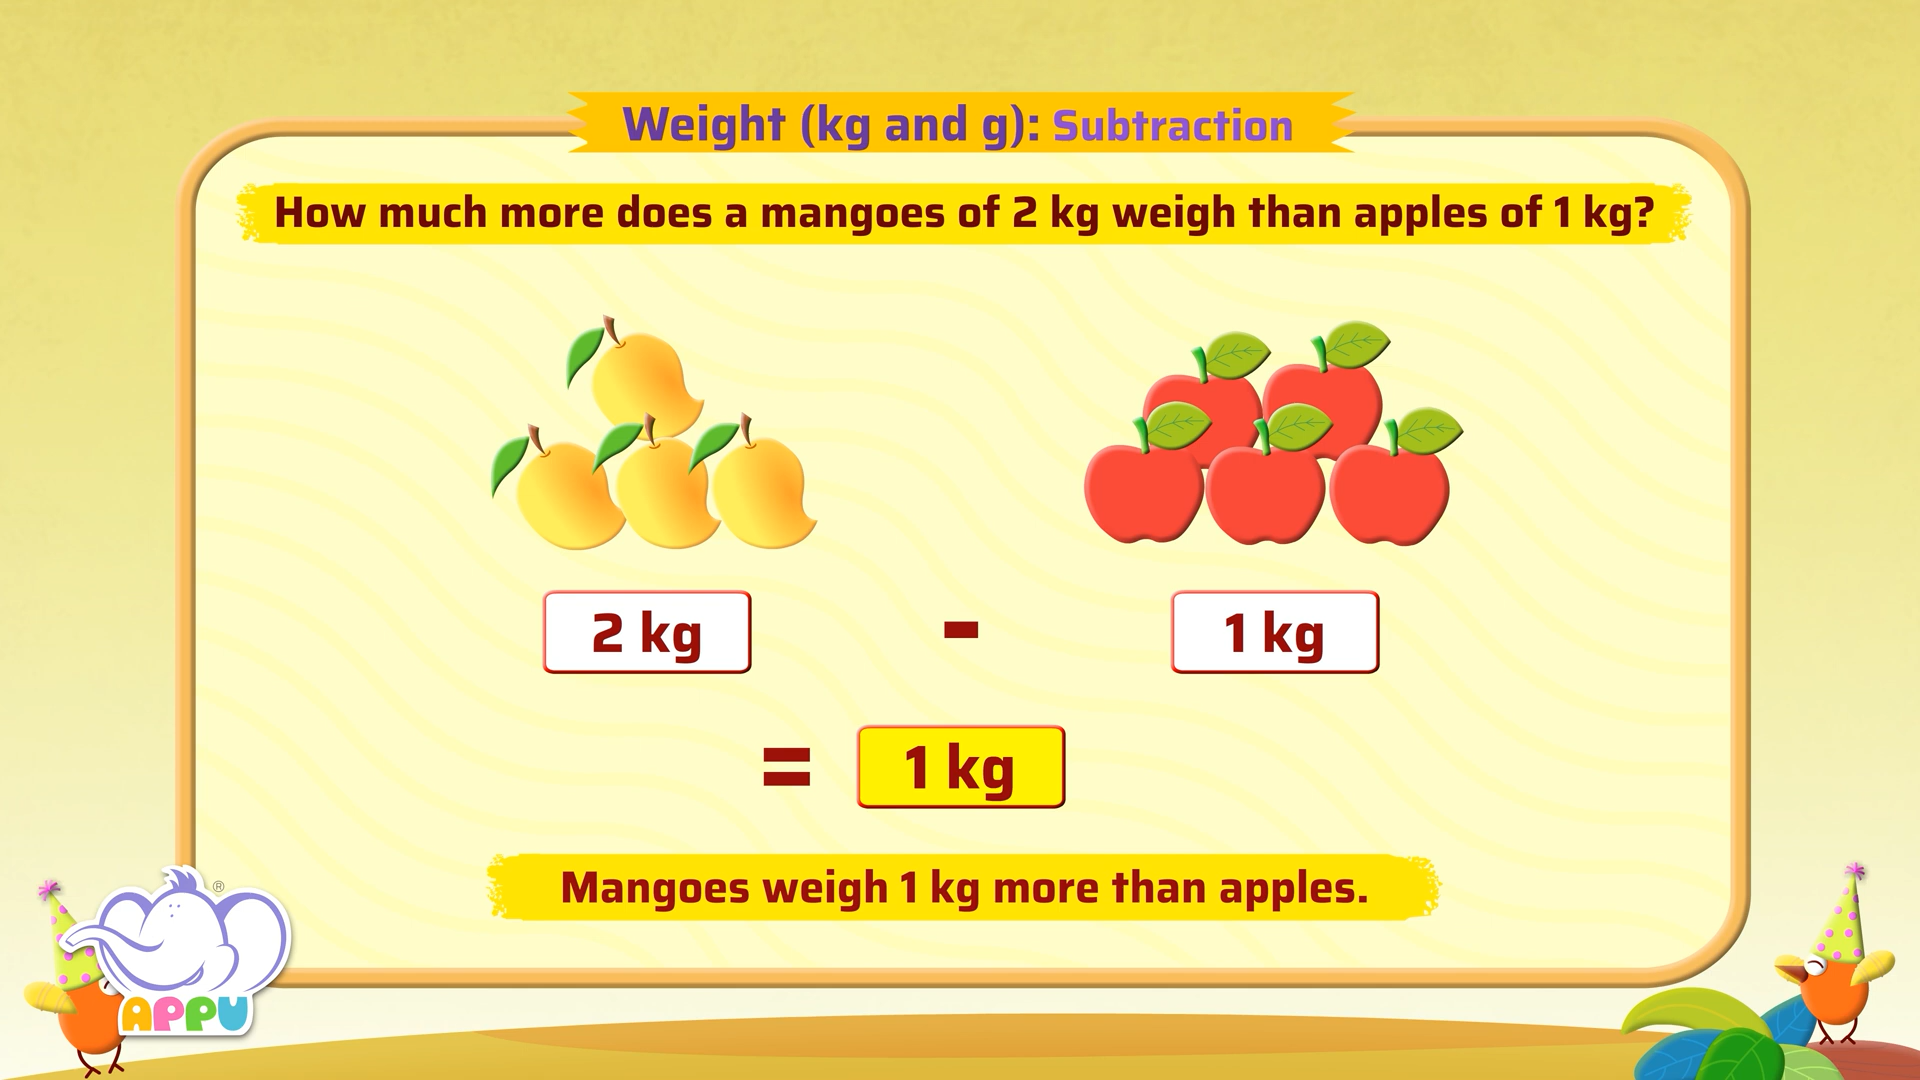 Weight (kg and g): Subtraction
How much more does a mangoes of 2 kg weigh than apples of 1 kg?
2 kg - 1 kg
= 1 kg
Mangoes weigh 1 kg more than apples.
®
APPU